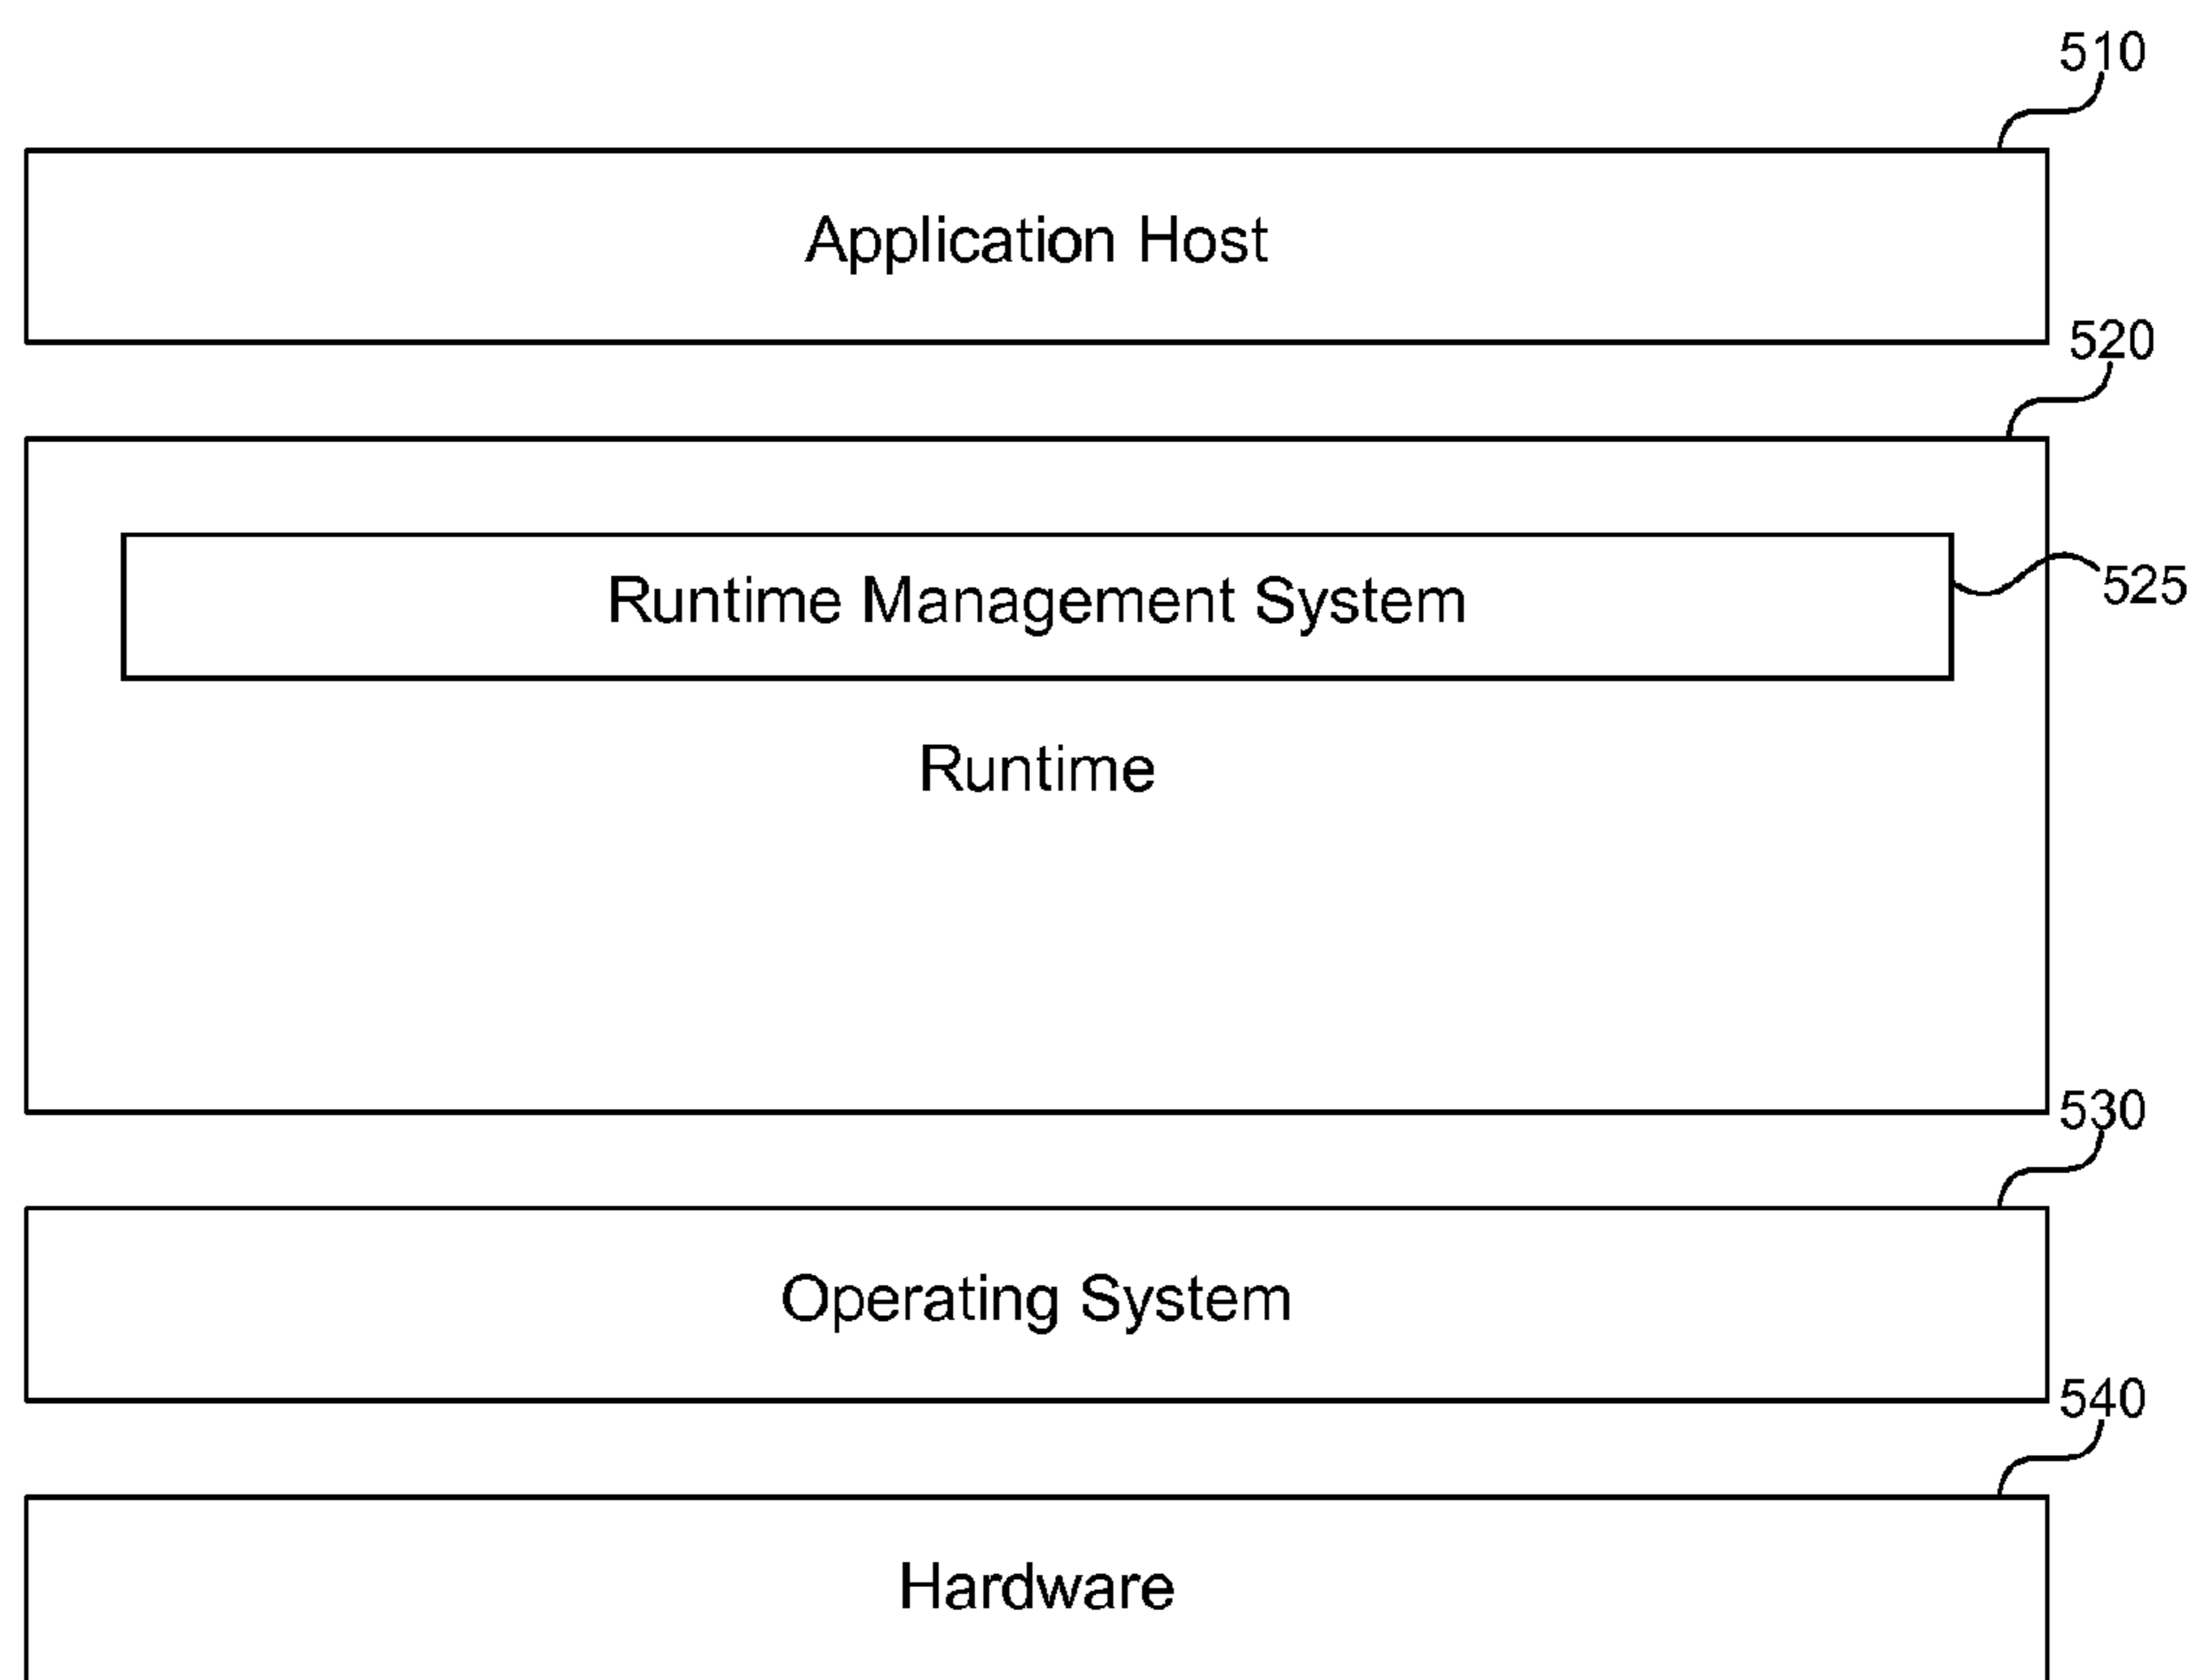 510
Application Host
520
Runtime Management System
525
Runtime
530
Operating System
540
Hardware